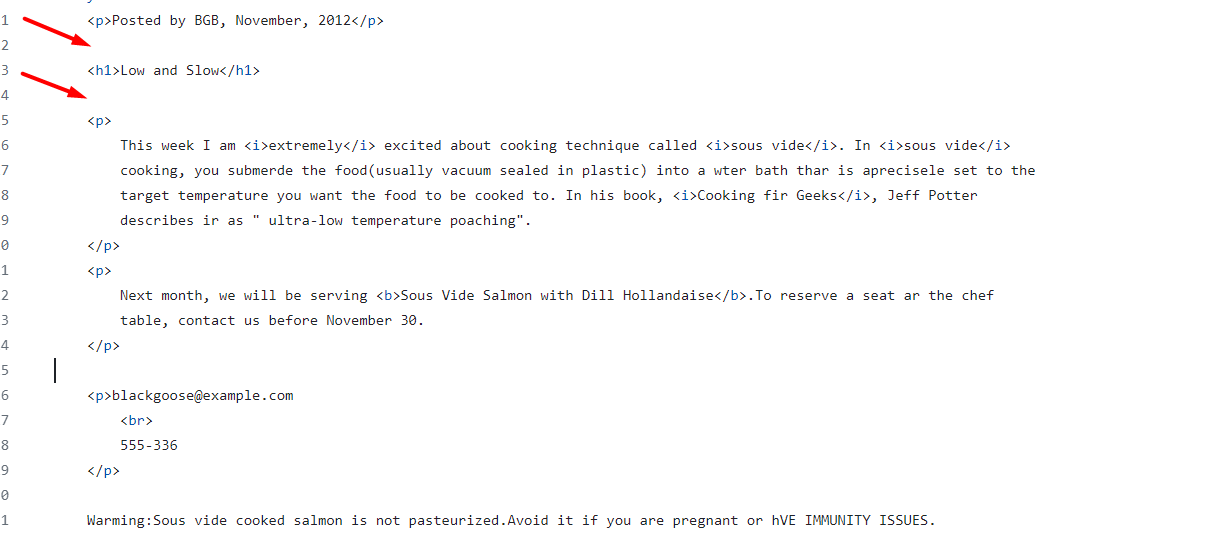 1 <p>Posted by BGB, November, 2012</p>
2
3 <h1>Low and Slow</h1>
4
5 <p>
6 This week I am <i>extremely</i> excited about cooking technique called <i>sous vide</i>. In <i>sous vide</i>
7 cooking, you submerde the food(usually vacuum sealed in plastic) into a wter bath thar is aprecisele set to the
8 target temperature you want the food to be cooked to. In his book, <i>Cooking fir Geeks</i>, Jeff Potter
9 describes ir as " ultra-low temperature poaching".
0 </p>
1 <p>
2 Next month, we will be serving <b>Sous Vide Salmon with Dill Hollandaise</b>.To reserve a seat ar the chef
3 table, contact us before November 30.
4 </p>
5
6 <p>blackgoose@example.com
7 <br>
8 555-336
9 </p>
0
1 Warming:Sous vide cooked salmon is not pasteurized.Avoid it if you are pregnant or hVE IMMUNITY ISSUES.